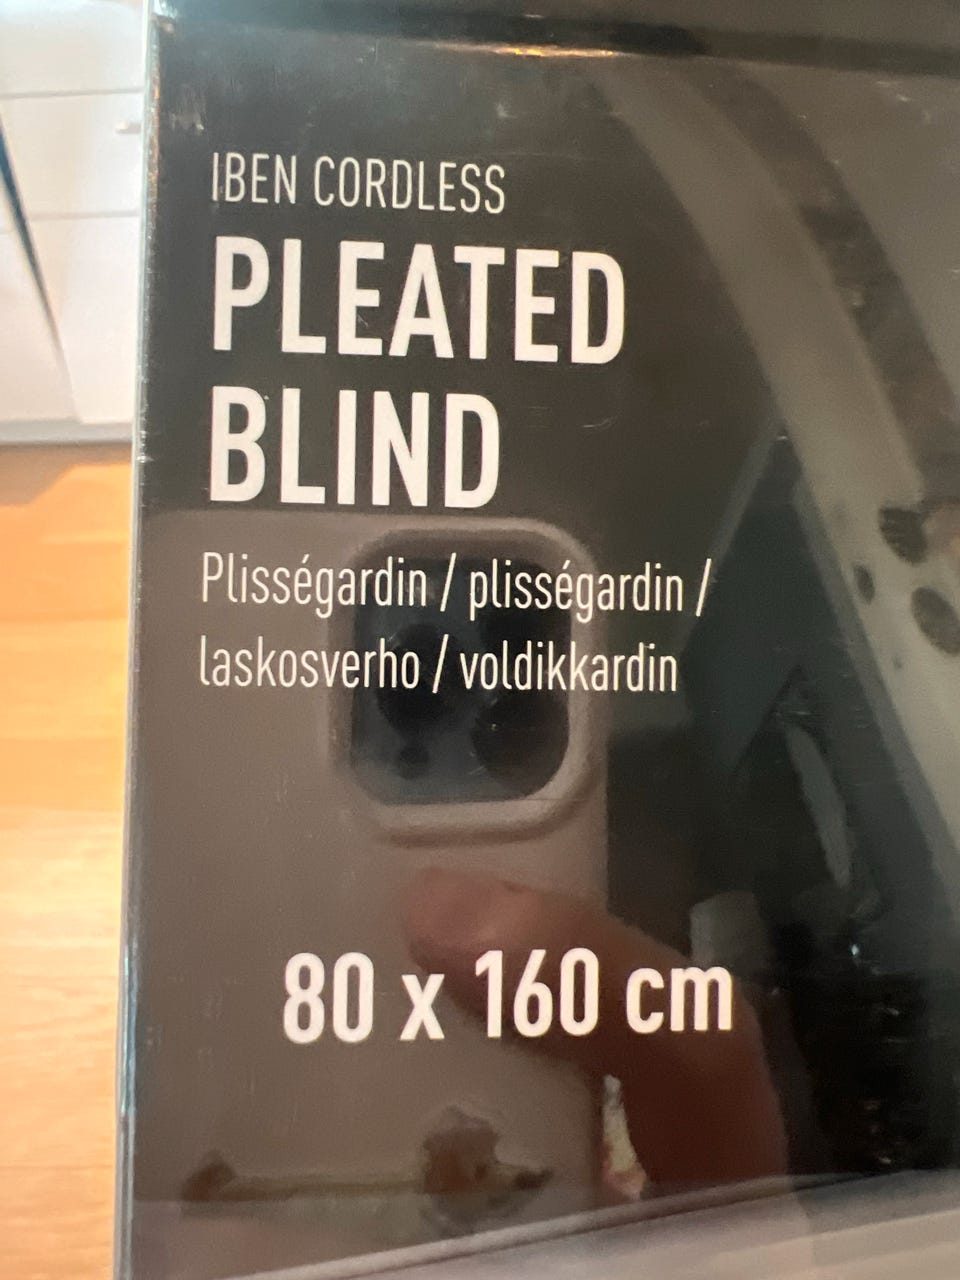 IBEN CORDLESS
PLEATED
BLIND
Plisségardin / plisségardin /
laskosverho / voldikkardin
80 x 160 cm